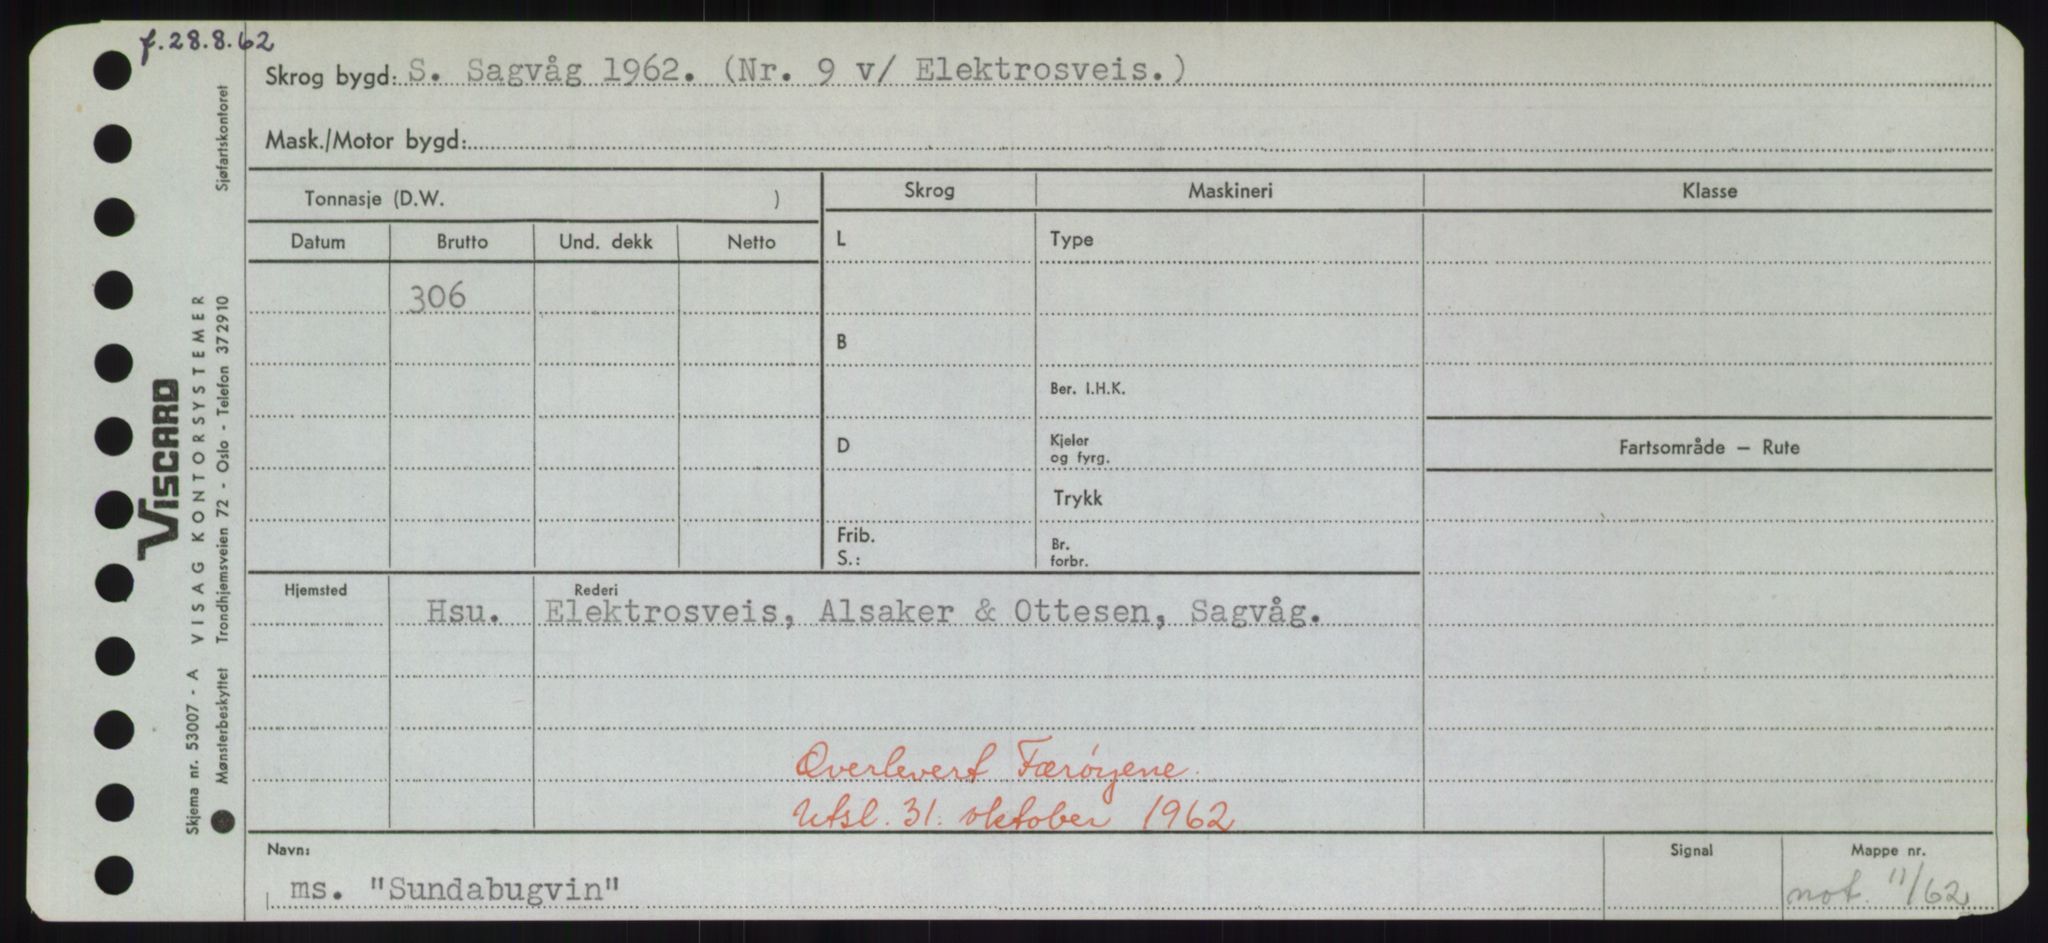 f. 28.8.62
Skrog bygd: S. Sagvåg 1962. (Nr. 9 v/ Elektrosveis.)
Mask./Motor bygd:
Tonnasje (D.W. )
Skrog Maskineri Klasse
Datum Brutto Und. dekk Netto
L Type
306
B
Ber. I.H.K.
D Kjeler og fyrg.
Fartsområde — Rute
Trykk
Frib. S.: Br. forbr.
Hjemsted Rederi
Hsu. Elektrosveis, Alsaker & Ottesen, Sagvåg.
Overlevert Færøyene.
Utsl. 31. oktober 1962
Navn: Signal Mappe nr.
ms. "Sundabugvin" not. 11/62
VISCARD
Skjema nr. 53007 - A VISAG KONTORSYSTEMER
Mønsterbeskyttet Trondhjemsveien 72 - Oslo - Telefon 372910 Sjøfartskontoret